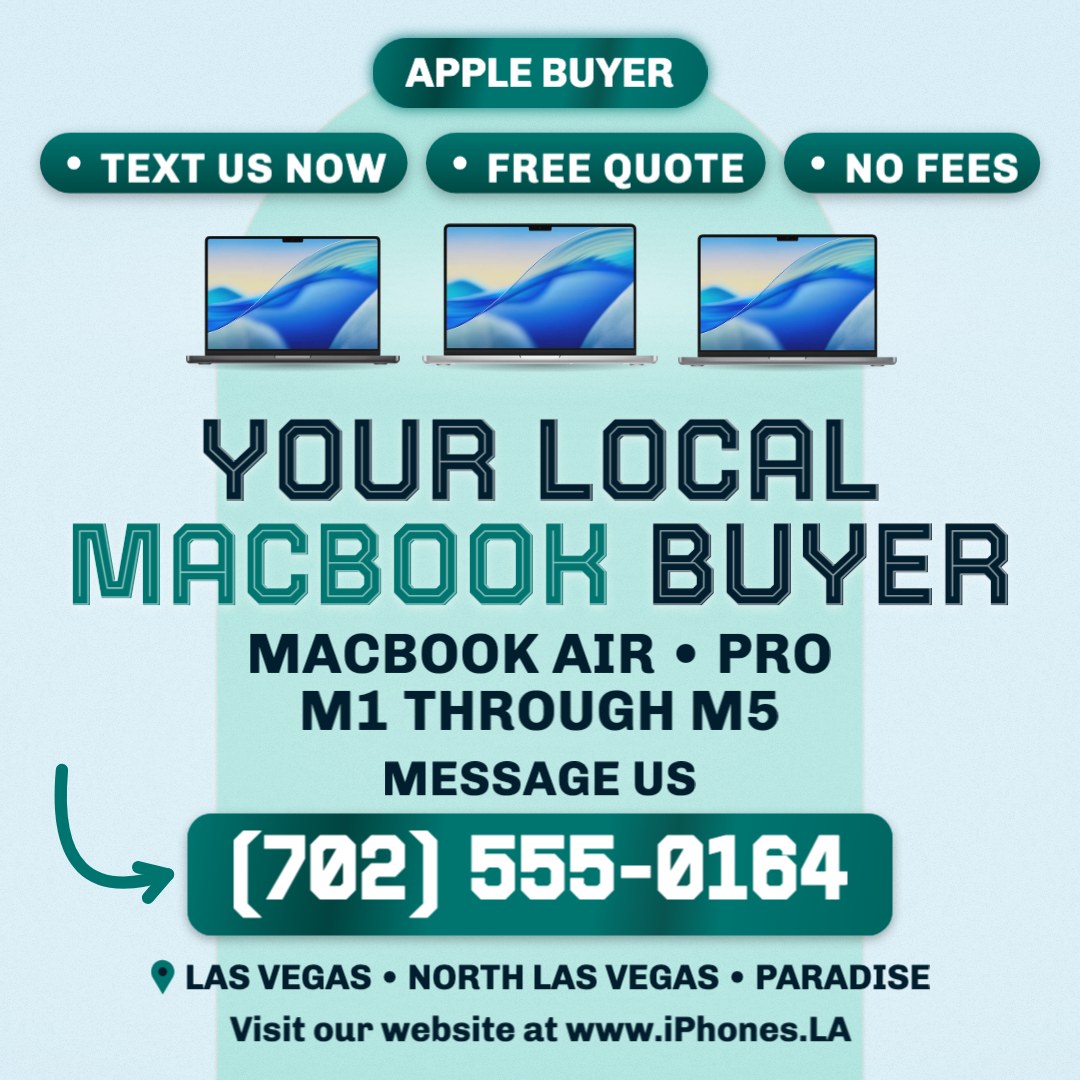 APPLE BUYER
• TEXT US NOW • FREE QUOTE • NO FEES
YOUR LOCAL
MACBOOK BUYER
MACBOOK AIR • PRO
M1 THROUGH M5
MESSAGE US
(702) 555-0164
LAS VEGAS • NORTH LAS VEGAS • PARADISE
Visit our website at www.iPhones.LA